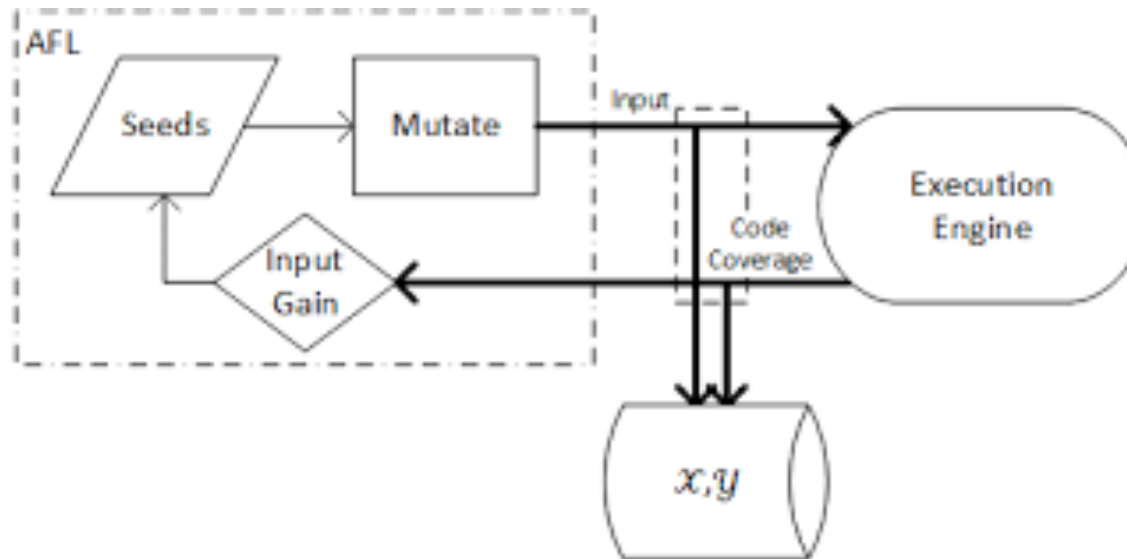 AFL
Seeds
Mutate
Input
Execution
Engine
Code
Coverage
Input
Gain
x,y